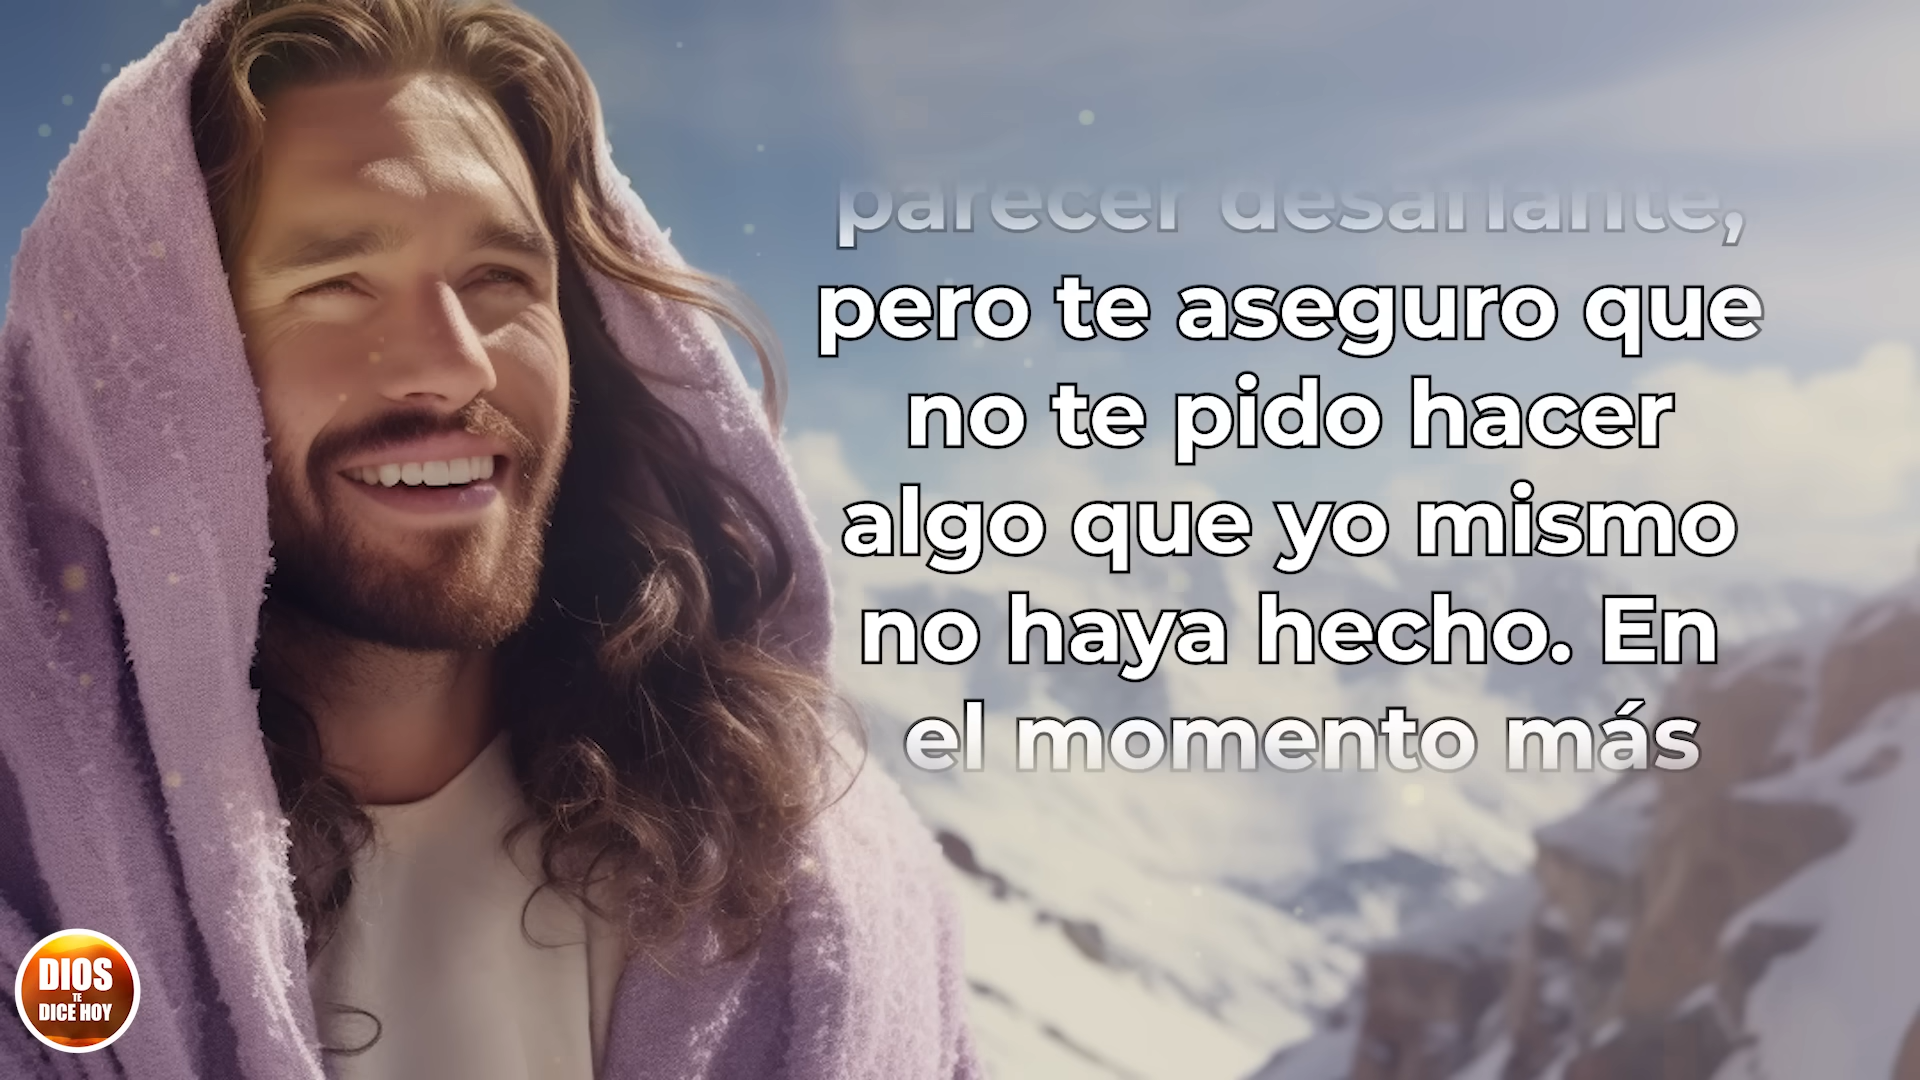 parecer desafiante,
pero te aseguro que
no te pido hacer
algo que yo mismo
no haya hecho. En
el momento más
DIOS
TE
DICE HOY